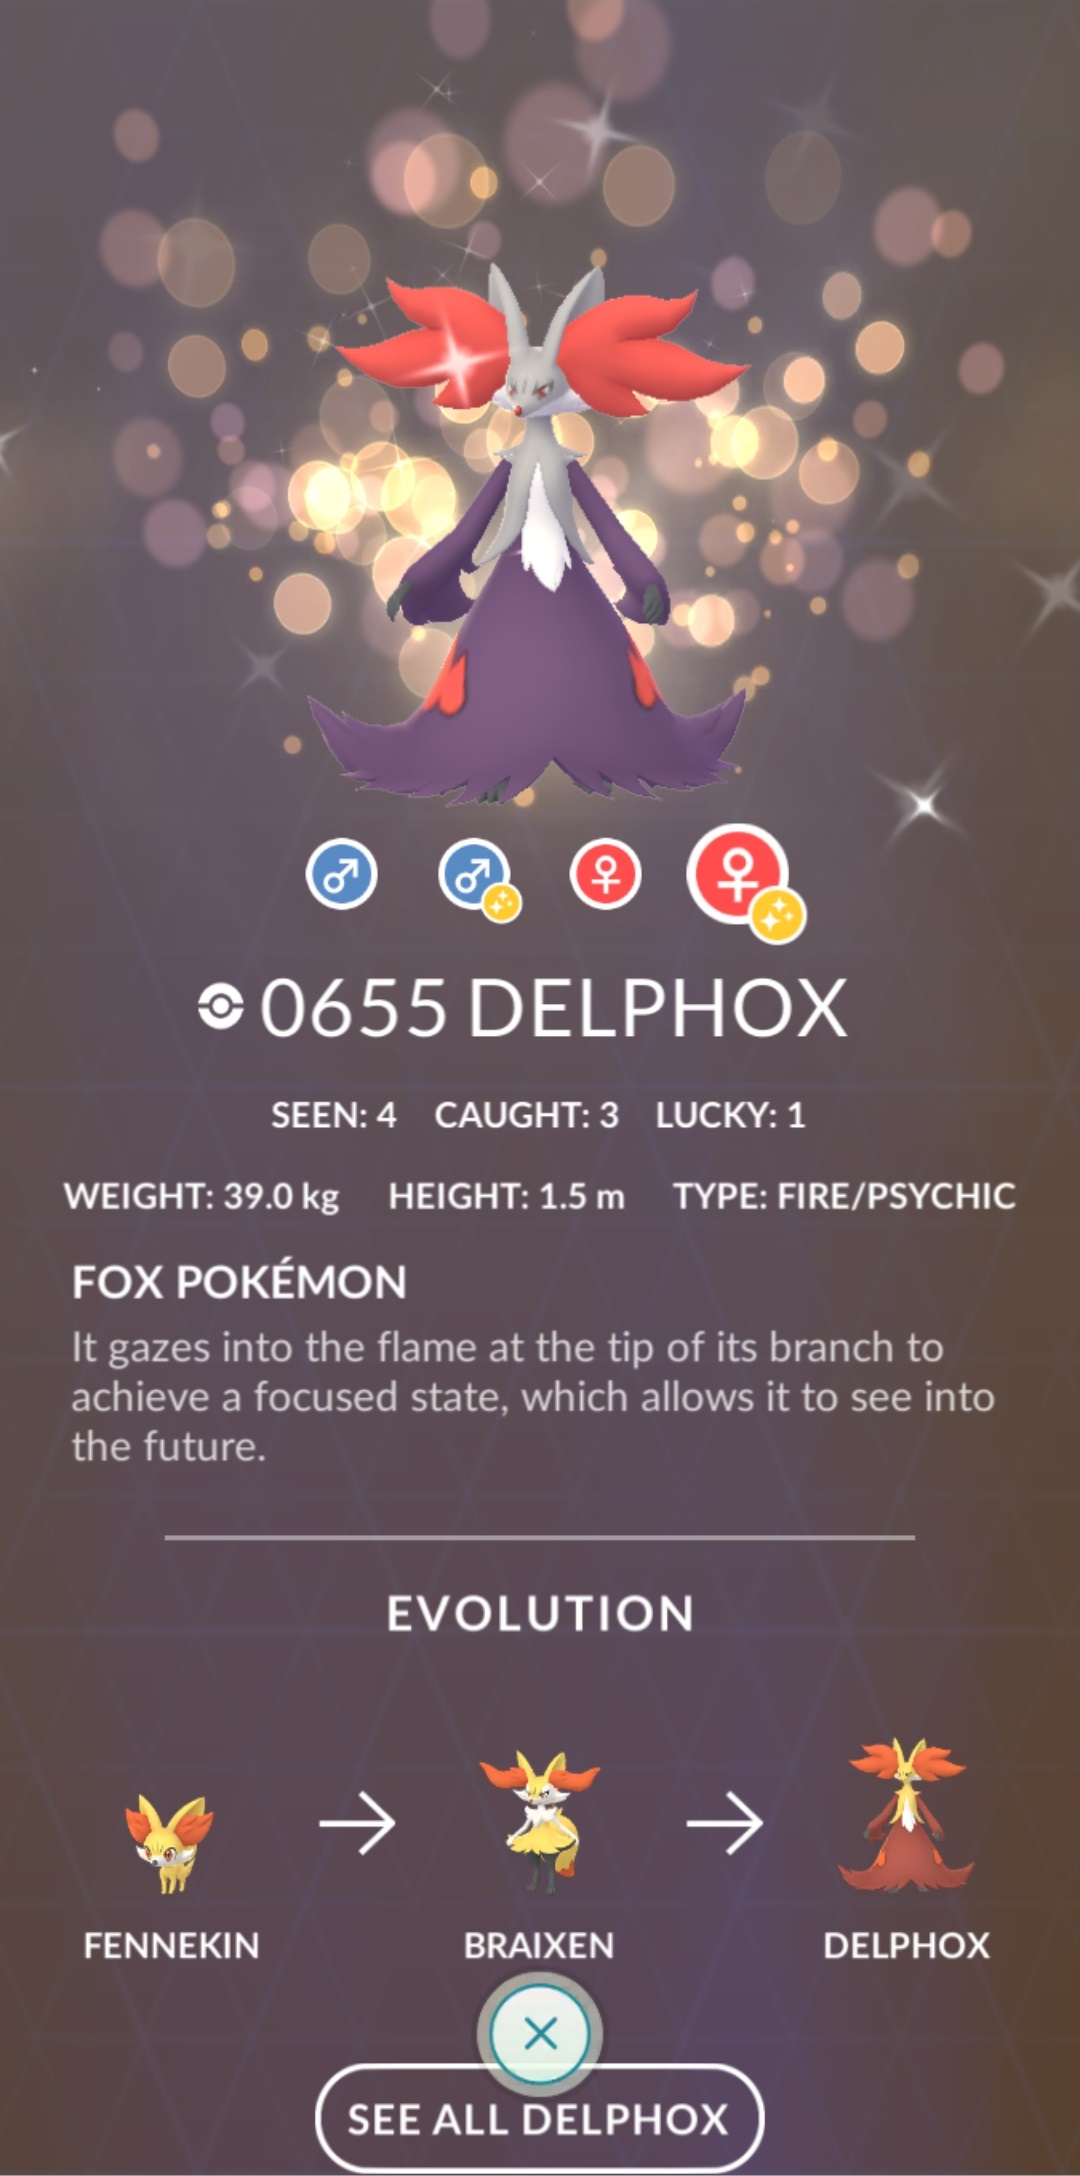 0655 DELPHOX
SEEN: 4 CAUGHT: 3 LUCKY: 1
WEIGHT: 39.0 kg HEIGHT: 1.5 m TYPE: FIRE/PSYCHIC
FOX POKÉMON
It gazes into the flame at the tip of its branch to
achieve a focused state, which allows it to see into
the future.
EVOLUTION
FENNEKIN BRAIXEN DELPHOX
SEE ALL DELPHOX